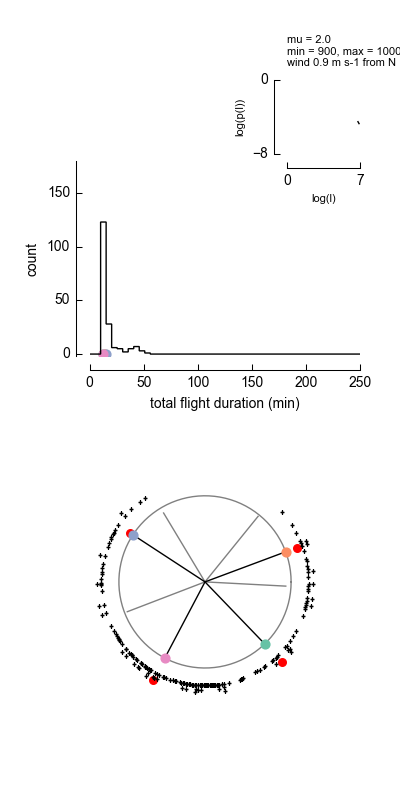 mu = 2.0
min = 900, max = 1000
wind 0.9 m s-1 from N
0
log(p(l))
−8
0 7
log(l)
150
100
50
0
count
0 50 100 150 200 250
total flight duration (min)